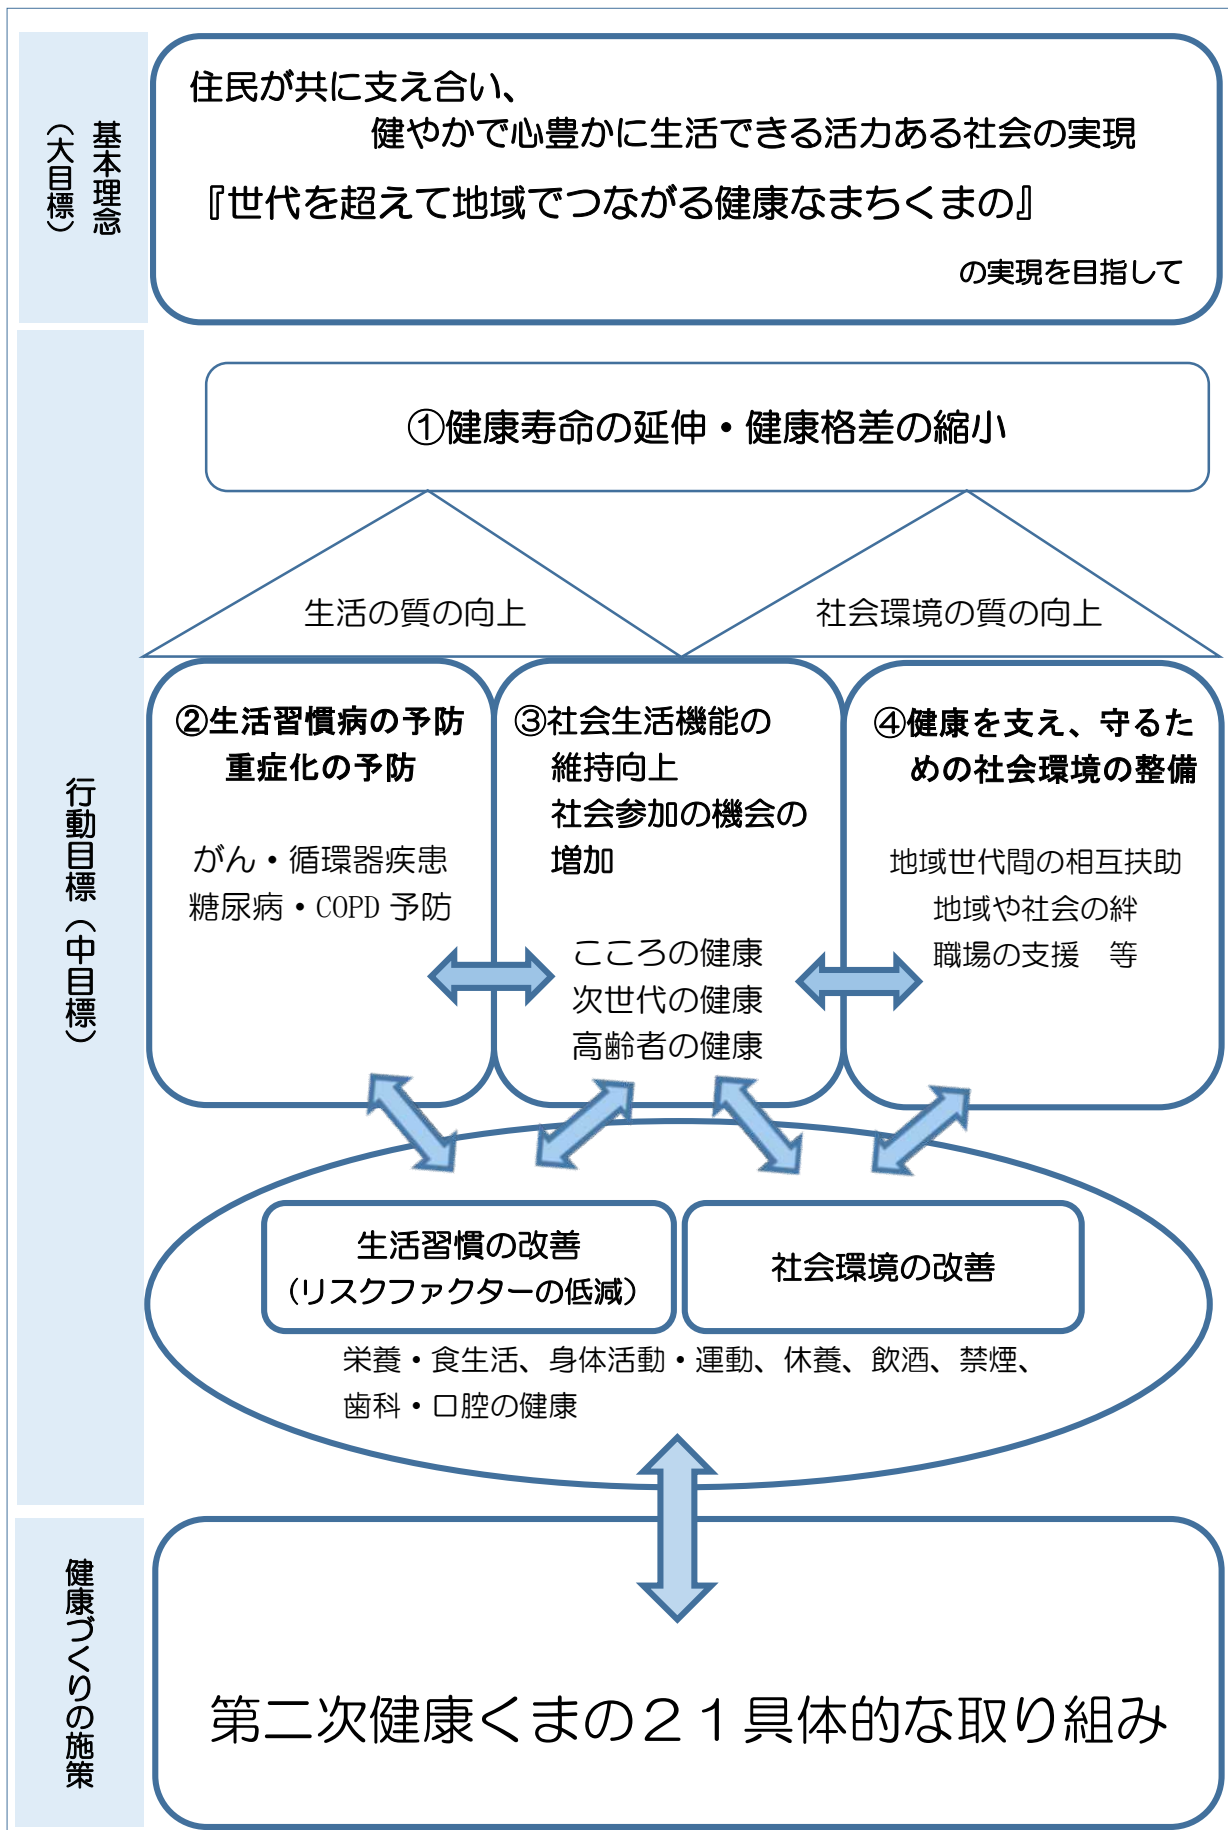 基本理念
（大目標）
住民が共に支え合い、
健やかで心豊かに生活できる活力ある社会の実現
『世代を超えて地域でつながる健康なまちくまの』
の実現を目指して
行動目標（中目標）
①健康寿命の延伸・健康格差の縮小
生活の質の向上
社会環境の質の向上
②生活習慣病の予防
重症化の予防
がん・循環器疾患
糖尿病・COPD 予防
③社会生活機能の
維持向上
社会参加の機会の
増加
こころの健康
次世代の健康
高齢者の健康
④健康を支え、守るた
めの社会環境の整備
地域世代間の相互扶助
地域や社会の絆
職場の支援　等
生活習慣の改善
（リスクファクターの低減）
社会環境の改善
栄養・食生活、身体活動・運動、休養、飲酒、禁煙、
歯科・口腔の健康
健康づくりの施策
第二次健康くまの２１具体的な取り組み